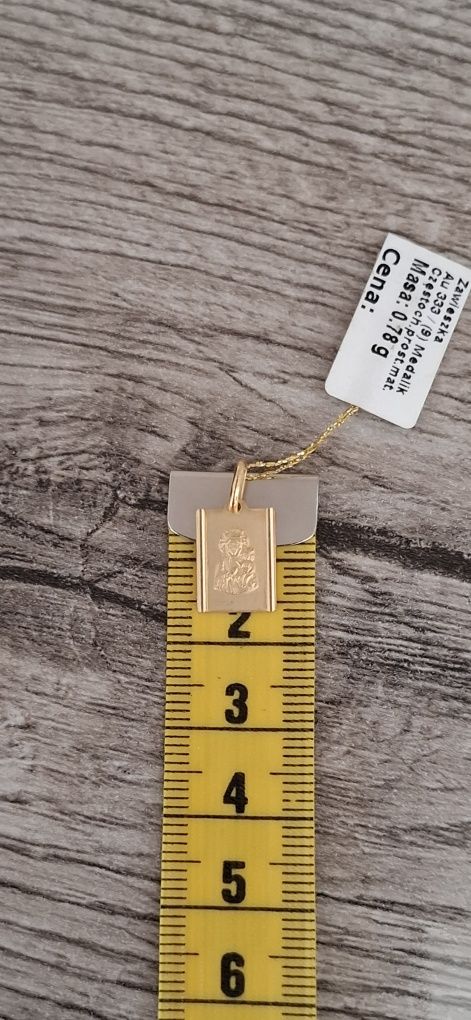 Zawieszka
Au 333 / (9) Medalik
Częstoch.prost.mat
Masa: 0.78 g
Cena:
2
3
4
5
6